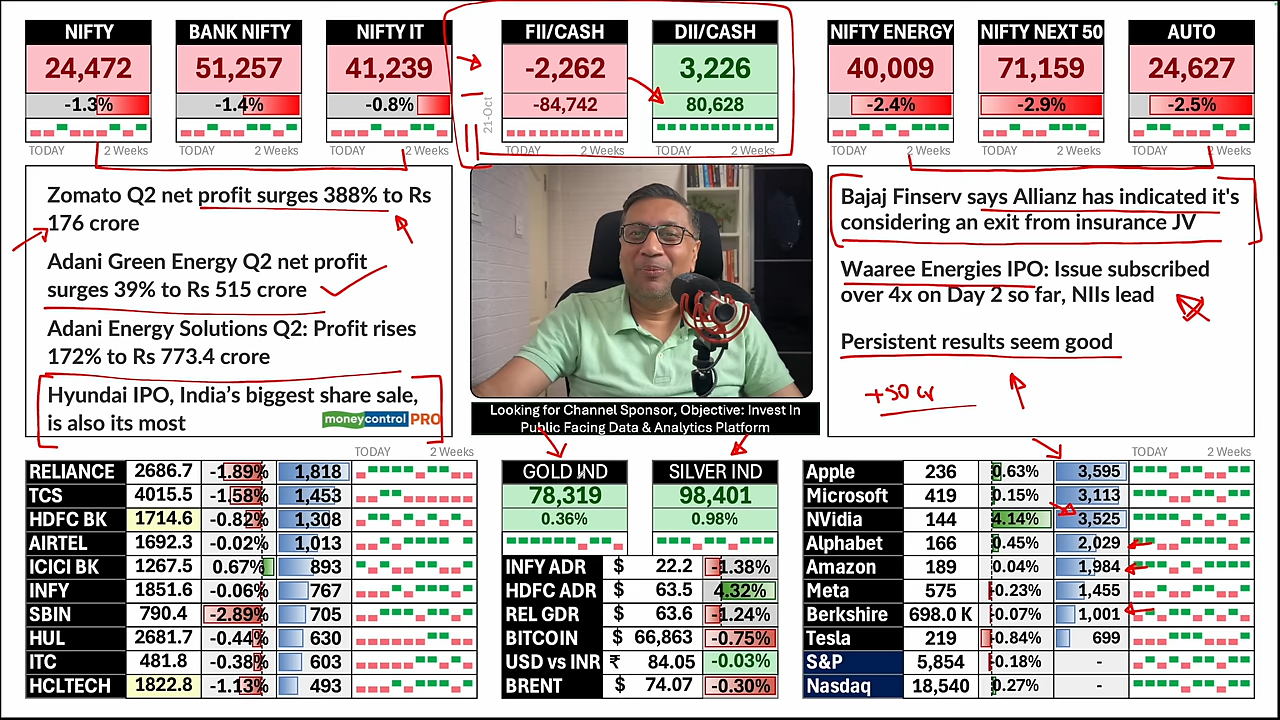 NIFTY BANK NIFTY NIFTY IT FII/CASH DII/CASH NIFTY ENERGY NIFTY NEXT 50 AUTO
24,472 51,257 41,239 -2,262 3,226 40,009 71,159 24,627
-1.3% -1.4% -0.8% -84,742 80,628 -2.4% -2.9% -2.5%
21-Oct
TODAY 2 Weeks TODAY 2 Weeks TODAY 2 Weeks TODAY 2 Weeks TODAY 2 Weeks TODAY 2 Weeks TODAY 2 Weeks TODAY 2 Weeks
Zomato Q2 net profit surges 388% to Rs
176 crore
Adani Green Energy Q2 net profit
surges 39% to Rs 515 crore
Adani Energy Solutions Q2: Profit rises
172% to Rs 773.4 crore
Hyundai IPO, India's biggest share sale,
is also its most
moneycontrol PRO
Looking for Channel Sponsor, Objective: Invest In
Public Facing Data & Analytics Platform
Bajaj Finserv says Allianz has indicated it's
considering an exit from insurance JV
Waaree Energies IPO: Issue subscribed
over 4x on Day 2 so far, NIIs lead
Persistent results seem good
+50 cr
TODAY 2 Weeks
RELIANCE 2686.7 -1.89% 1,818
TCS 4015.5 -1.58% 1,453
HDFC BK 1714.6 -0.82% 1,308
AIRTEL 1692.3 -0.02% 1,013
ICICI BK 1267.5 0.67% 893
INFY 1851.6 -0.06% 767
SBIN 790.4 -2.89% 705
HUL 2681.7 -0.44% 630
ITC 481.8 -0.38% 603
HCLTECH 1822.8 -1.13% 493
GOLD IND SILVER IND
78,319 98,401
0.36% 0.98%
INFY ADR $ 22.2 -1.38%
HDFC ADR $ 63.5 4.32%
REL GDR $ 63.6 -1.24%
BITCOIN $ 66,863 -0.75%
USD vs INR ₹ 84.05 -0.03%
BRENT $ 74.07 -0.30%
TODAY 2 Weeks
Apple 236 0.63% 3,595
Microsoft 419 0.15% 3,113
NVidia 144 4.14% 3,525
Alphabet 166 0.45% 2,029
Amazon 189 0.04% 1,984
Meta 575 -0.23% 1,455
Berkshire 698.0 K -0.07% 1,001
Tesla 219 -0.84% 699
S&P 5,854 -0.18% -
Nasdaq 18,540 0.27% -